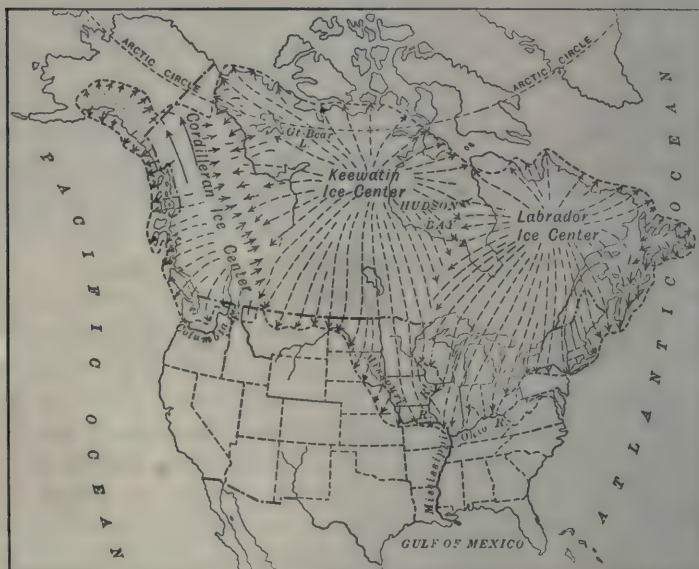 ARCTIC CIRCLE
ARCTIC CIRCLE
Gt. Bear
L.
Cordilleran Ice Center
Keewatin
Ice Center
HUDSON
BAY
Labrador
Ice Center
PACIFIC OCEAN
ATLANTIC OCEAN
Columbia R.
Missouri
R.
Ohio R.
Mississippi
GULF OF MEXICO